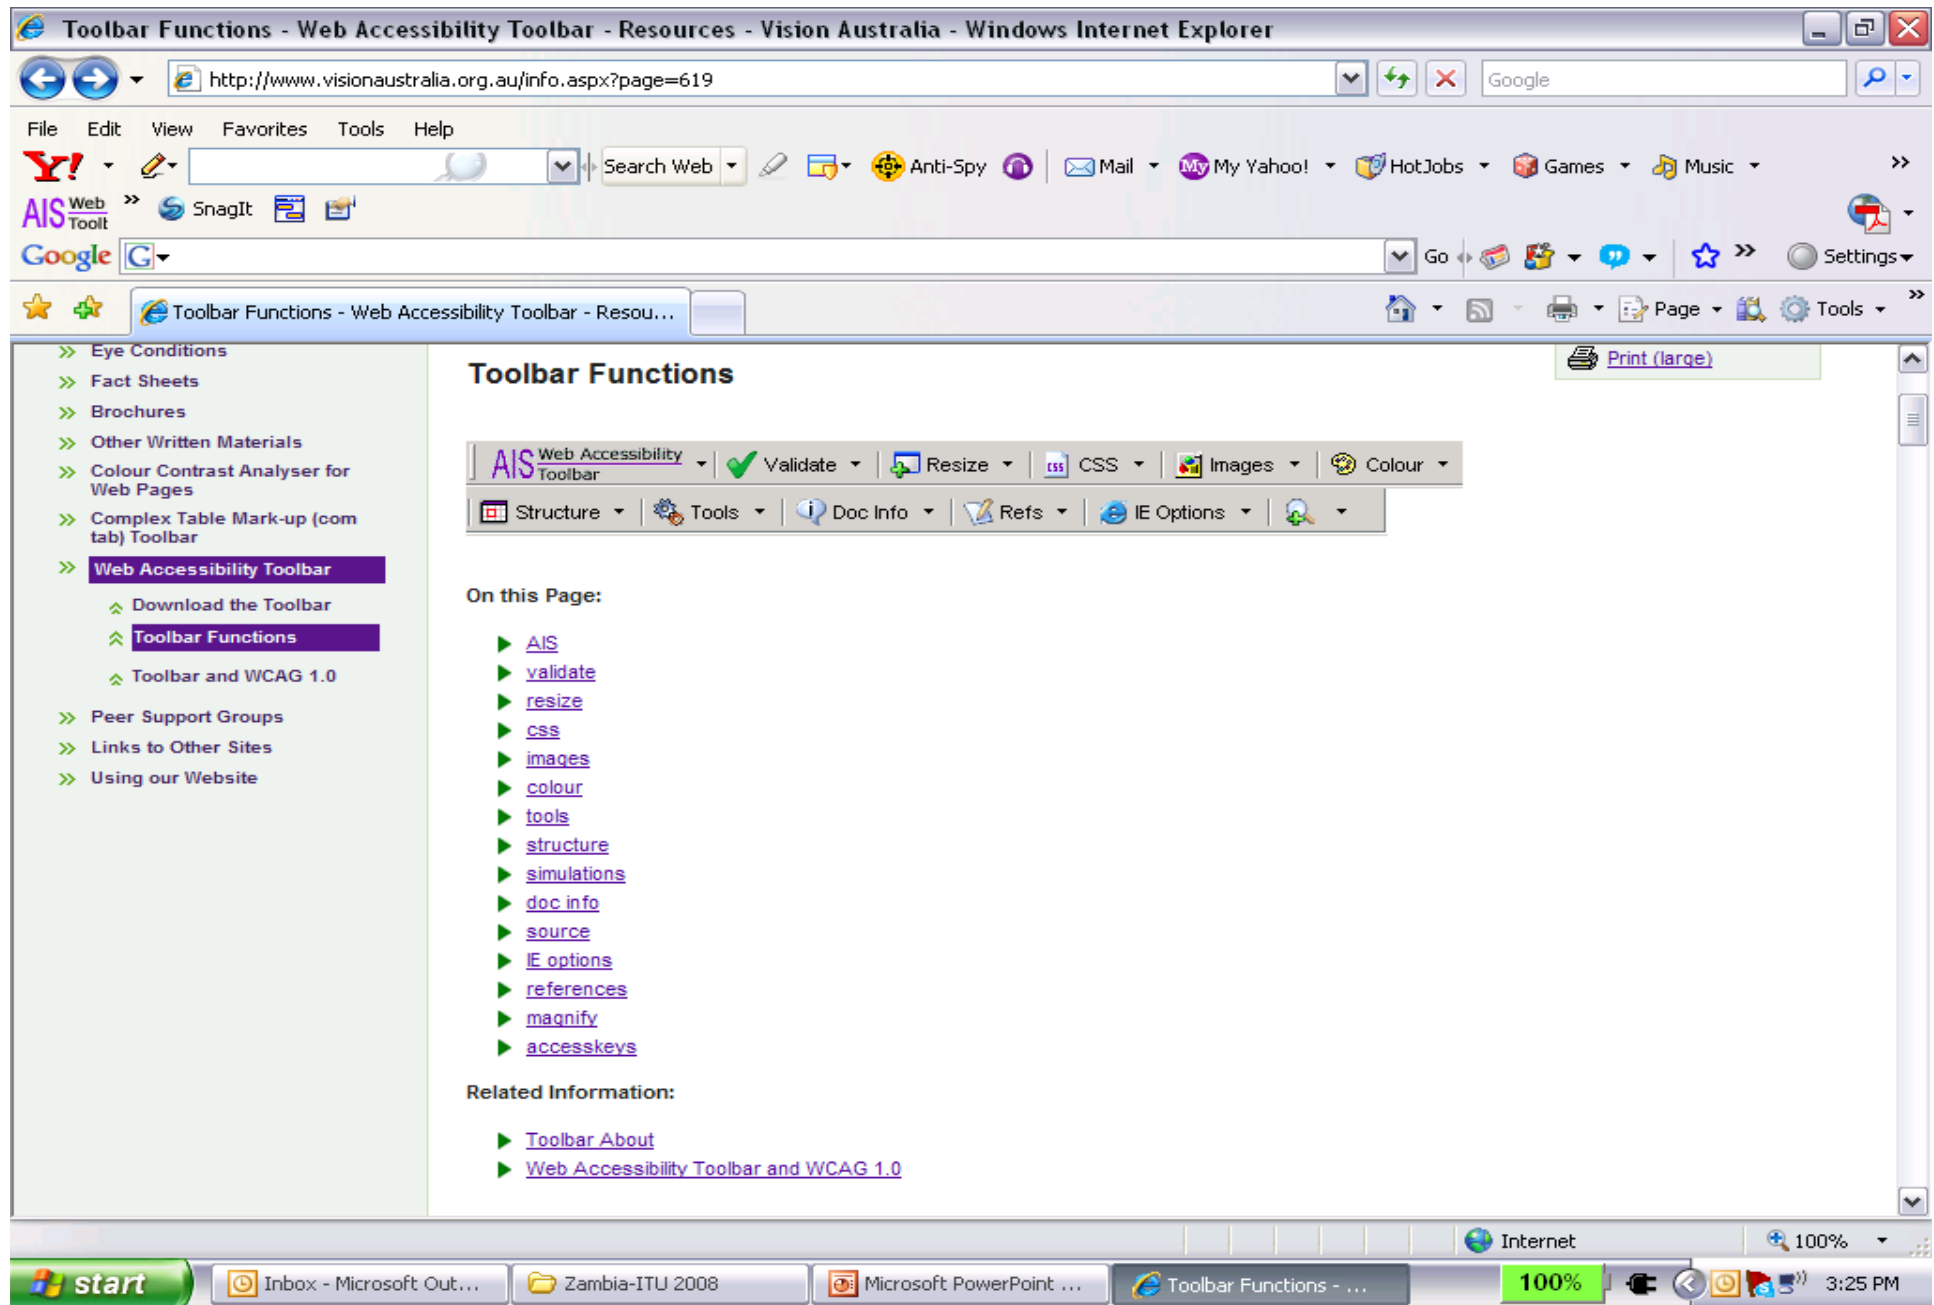 Toolbar Functions - Web Accessibility Toolbar - Resources - Vision Australia - Windows Internet Explorer
http://www.visionaustralia.org.au/info.aspx?page=619
Google
File Edit View Favorites Tools Help
Y! Search Web Anti-Spy Mail My My Yahoo! HotJobs Games Music
AIS Web Toolt SnagIt
Google G Go Settings
Toolbar Functions - Web Accessibility Toolbar - Resou... Page Tools
Eye Conditions
Fact Sheets
Brochures
Other Written Materials
Colour Contrast Analyser for
Web Pages
Complex Table Mark-up (com
tab) Toolbar
Web Accessibility Toolbar
Download the Toolbar
Toolbar Functions
Toolbar and WCAG 1.0
Peer Support Groups
Links to Other Sites
Using our Website
Print (large)
Toolbar Functions
AIS Web Accessibility Toolbar Validate Resize css CSS Images Colour
Structure Tools Doc Info Refs IE Options
On this Page:
AIS
validate
resize
css
images
colour
tools
structure
simulations
doc info
source
IE options
references
magnify
accesskeys
Related Information:
Toolbar About
Web Accessibility Toolbar and WCAG 1.0
Internet 100%
start Inbox - Microsoft Out... Zambia-ITU 2008 Microsoft PowerPoint ... Toolbar Functions - ... 100% 3:25 PM